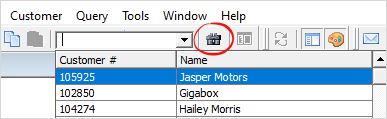 Customer Query Tools Window Help
Customer # Name
105925 Jasper Motors
102850 Gigabox
104274 Hailey Morris